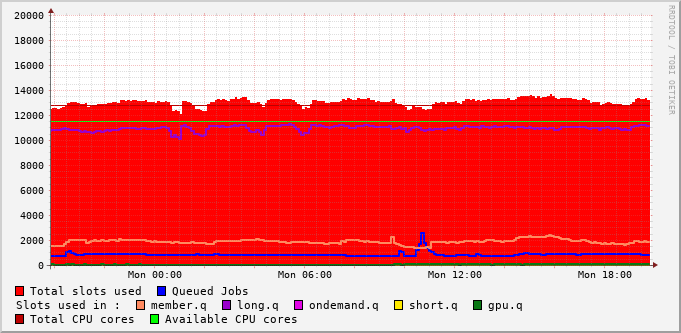 20000
18000
16000
14000
12000
10000
8000
6000
4000
2000
0
Mon 00:00 Mon 06:00 Mon 12:00 Mon 18:00
Total slots used Queued Jobs
Slots used in : member.q long.q ondemand.q short.q gpu.q
Total CPU cores Available CPU cores
RRDTOOL / TOBI OETIKER